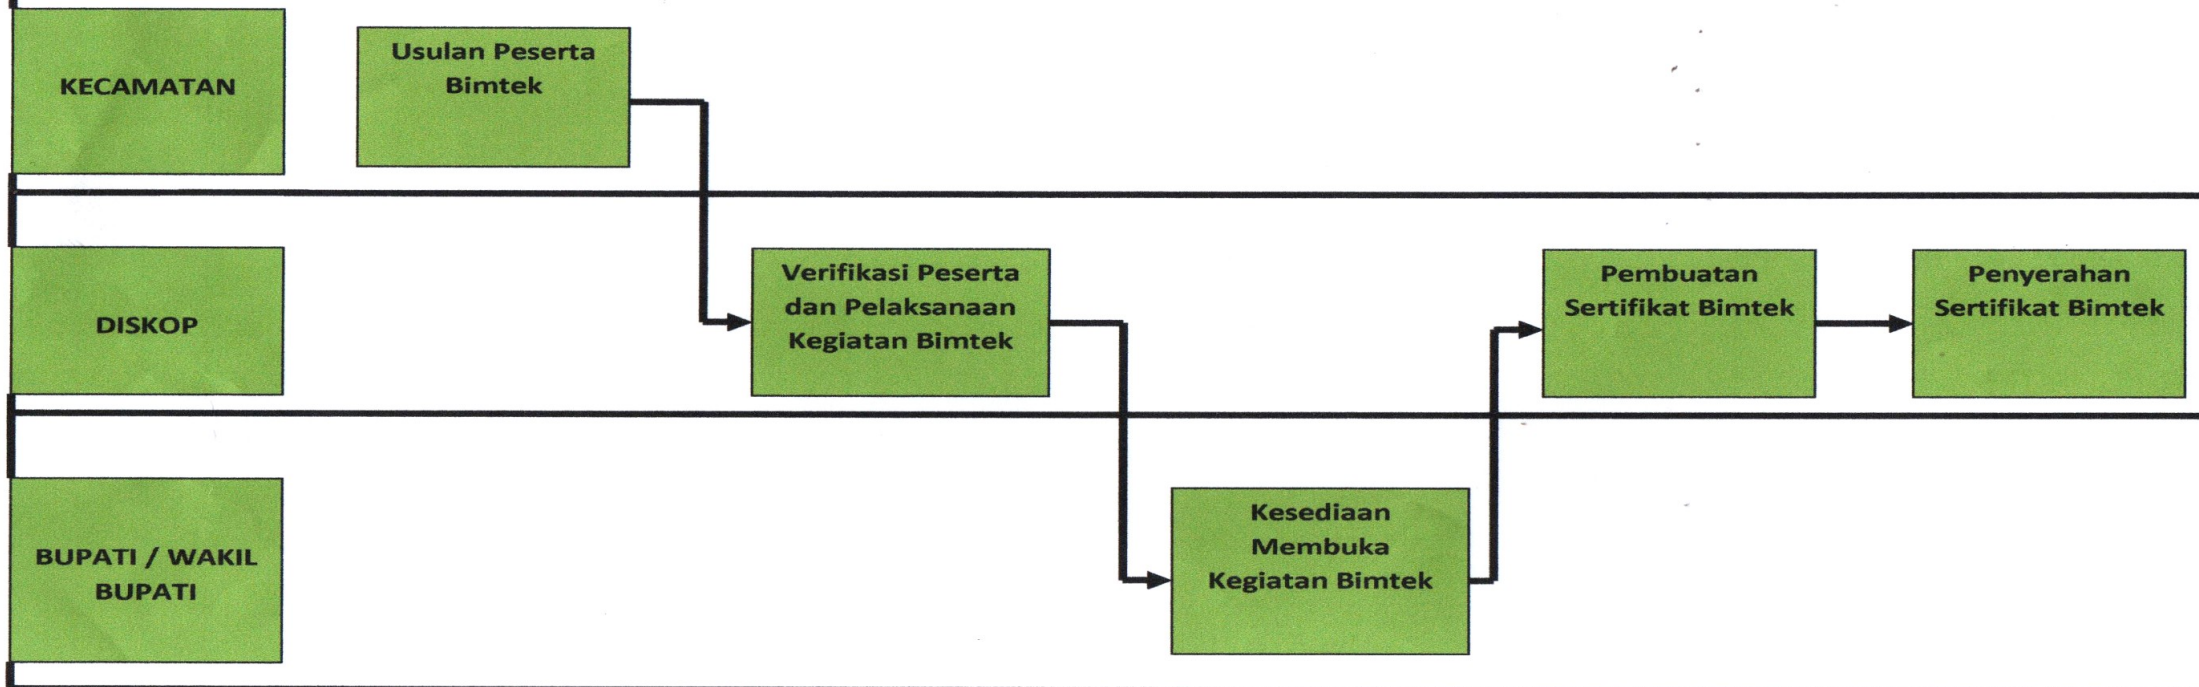 KECAMATAN
Usulan Peserta
Bimtek
DISKOP
Verifikasi Peserta
dan Pelaksanaan
Kegiatan Bimtek
Pembuatan
Sertifikat Bimtek
Penyerahan
Sertifikat Bimtek
BUPATI / WAKIL
BUPATI
Kesediaan
Membuka
Kegiatan Bimtek